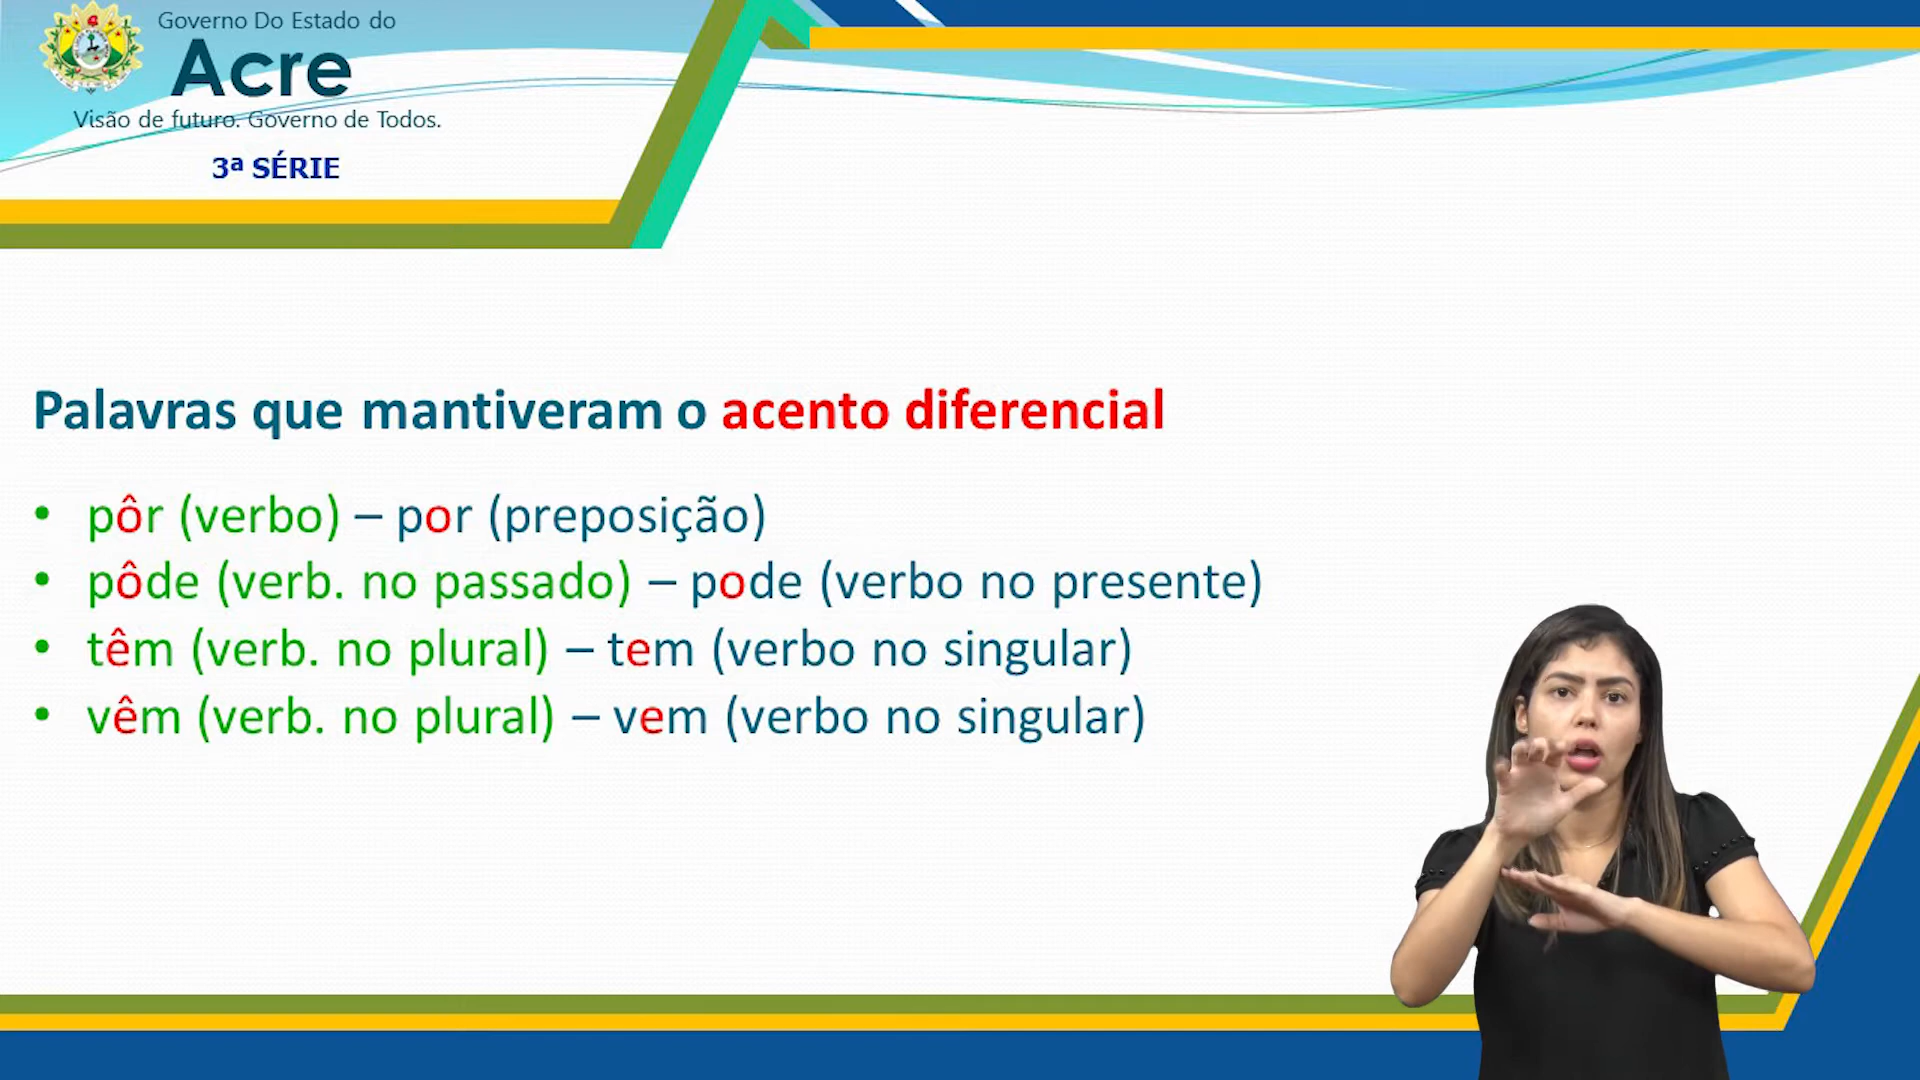 Governo Do Estado do
Acre
Visão de futuro. Governo de Todos.
3ª SÉRIE
Palavras que mantiveram o acento diferencial
• pôr (verbo) – por (preposição)
• pôde (verb. no passado) – pode (verbo no presente)
• têm (verb. no plural) – tem (verbo no singular)
• vêm (verb. no plural) – vem (verbo no singular)